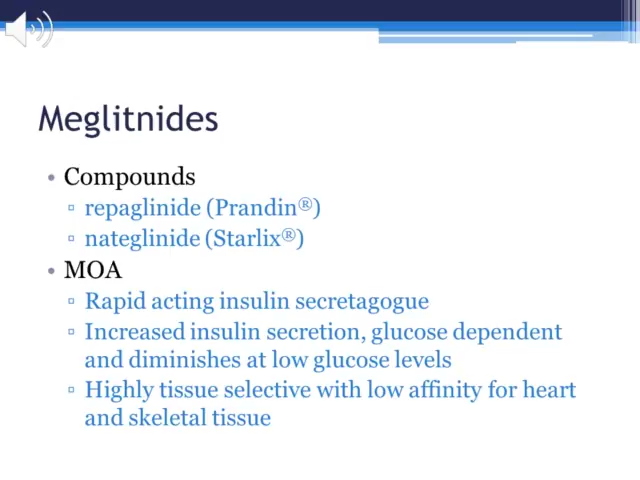 Meglitnides
• Compounds
▫ repaglinide (Prandin®)
▫ nateglinide (Starlix®)
• MOA
▫ Rapid acting insulin secretagogue
▫ Increased insulin secretion, glucose dependent
and diminishes at low glucose levels
▫ Highly tissue selective with low affinity for heart
and skeletal tissue